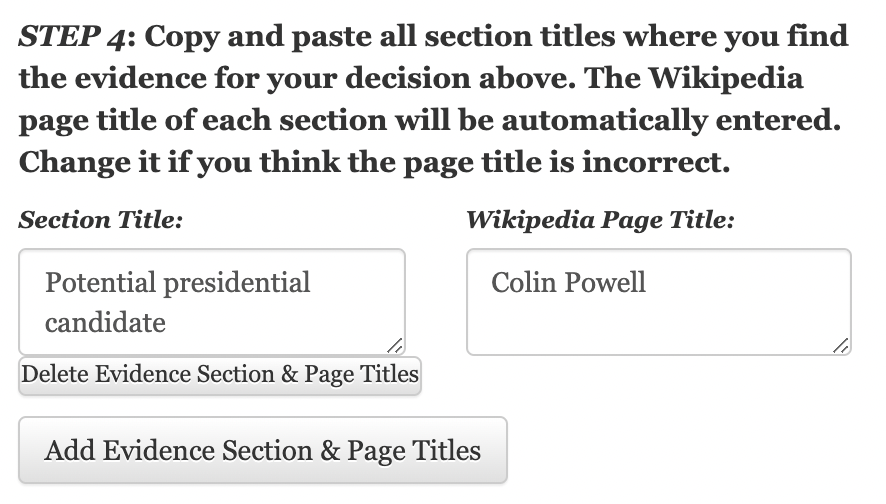 STEP 4: Copy and paste all section titles where you find
the evidence for your decision above. The Wikipedia
page title of each section will be automatically entered.
Change it if you think the page title is incorrect.
Section Title:
Wikipedia Page Title:
Potential presidential
candidate
Colin Powell
Delete Evidence Section & Page Titles
Add Evidence Section & Page Titles